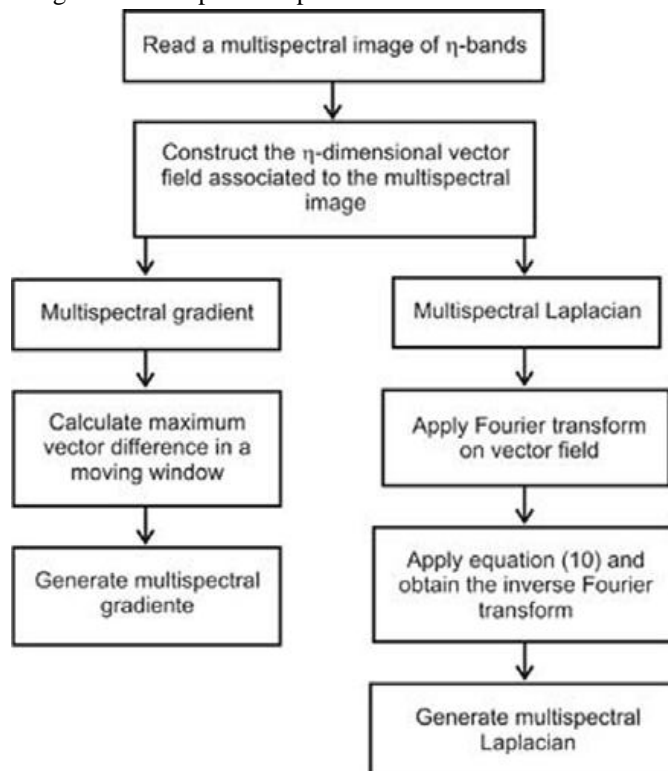 Read a multispectral image of η-bands
Construct the η-dimensional vector
field associated to the multispectral
image
Multispectral gradient
Calculate maximum
vector difference in a
moving window
Generate multispectral
gradiente
Multispectral Laplacian
Apply Fourier transform
on vector field
Apply equation (10) and
obtain the inverse Fourier
transform
Generate multispectral
Laplacian